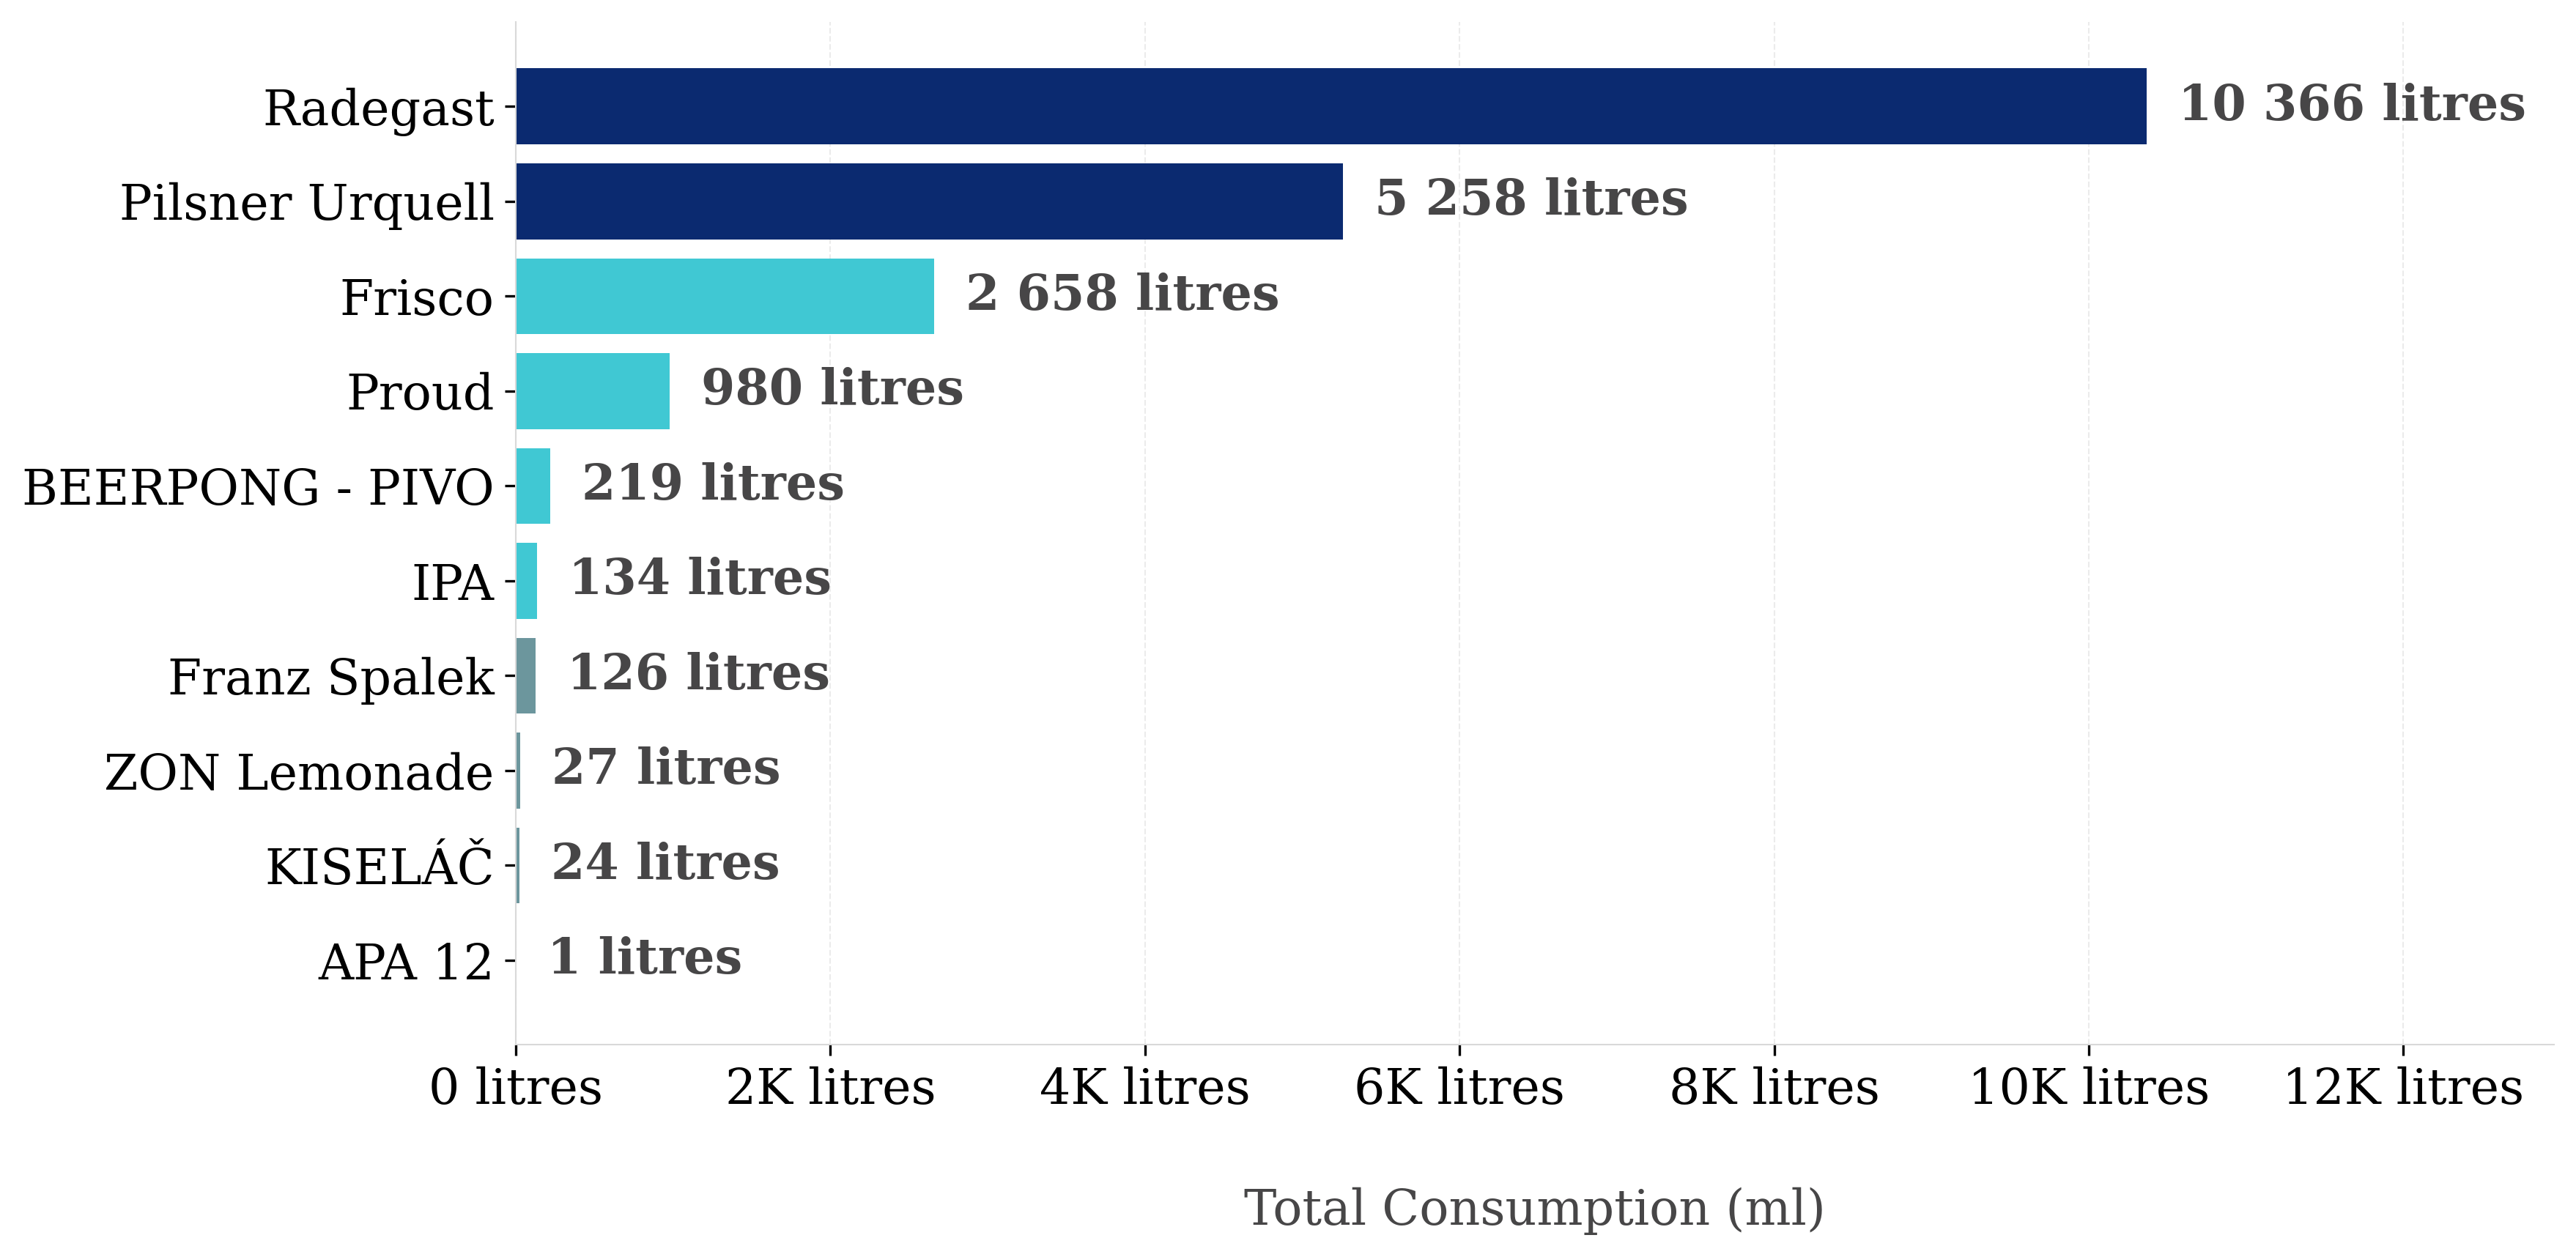 Radegast 10 366 litres
Pilsner Urquell 5 258 litres
Frisco 2 658 litres
Proud 980 litres
BEERPONG - PIVO 219 litres
IPA 134 litres
Franz Spalek 126 litres
ZON Lemonade 27 litres
KISELÁČ 24 litres
APA 12 1 litres
0 litres 2K litres 4K litres 6K litres 8K litres 10K litres 12K litres
Total Consumption (ml)